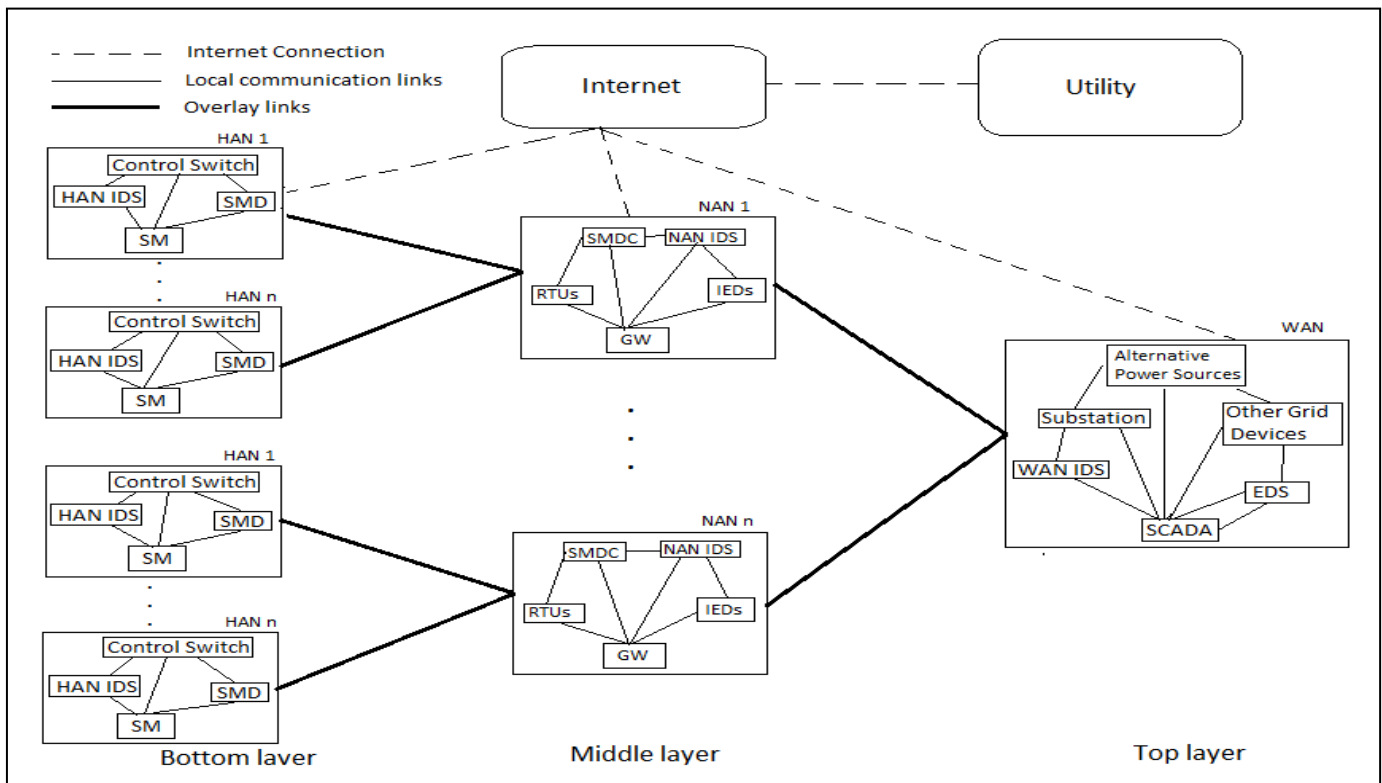 Internet Connection
Local communication links
Overlay links
Internet
Utility
HAN 1
Control Switch
HAN IDS
SMD
SM
HAN n
Control Switch
HAN IDS
SMD
SM
HAN 1
Control Switch
HAN IDS
SMD
SM
HAN n
Control Switch
HAN IDS
SMD
SM
NAN 1
SMDC
NAN IDS
RTUs
IEDs
GW
NAN n
SMDC
NAN IDS
RTUs
IEDs
GW
WAN
Alternative
Power Sources
Substation
Other Grid
Devices
WAN IDS
EDS
SCADA
Bottom laver
Middle layer
Top layer